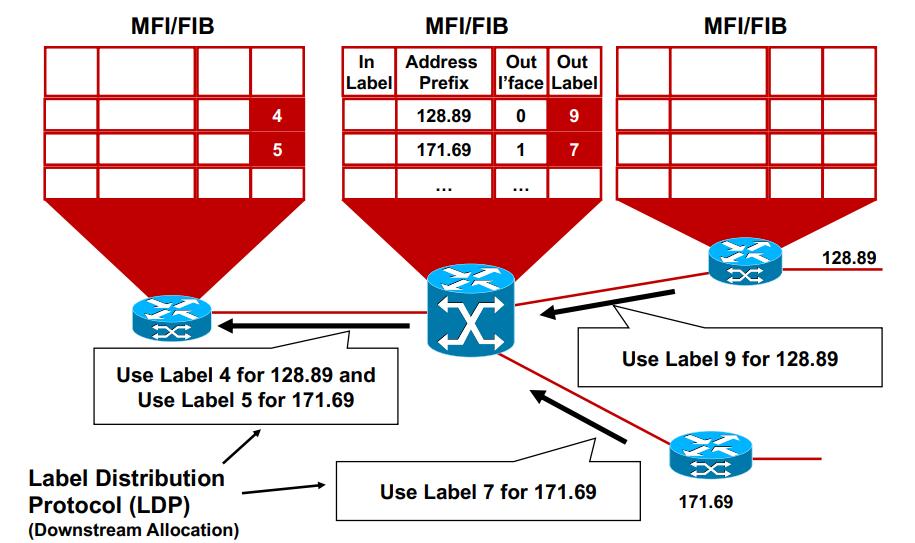 MFI/FIB
MFI/FIB
MFI/FIB
In Label
Address Prefix
Out I'face
Out Label
4
5
128.89 0 9
171.69 1 7
... ...
128.89
Use Label 9 for 128.89
Use Label 4 for 128.89 and
Use Label 5 for 171.69
Label Distribution
Protocol (LDP)
(Downstream Allocation)
Use Label 7 for 171.69
171.69